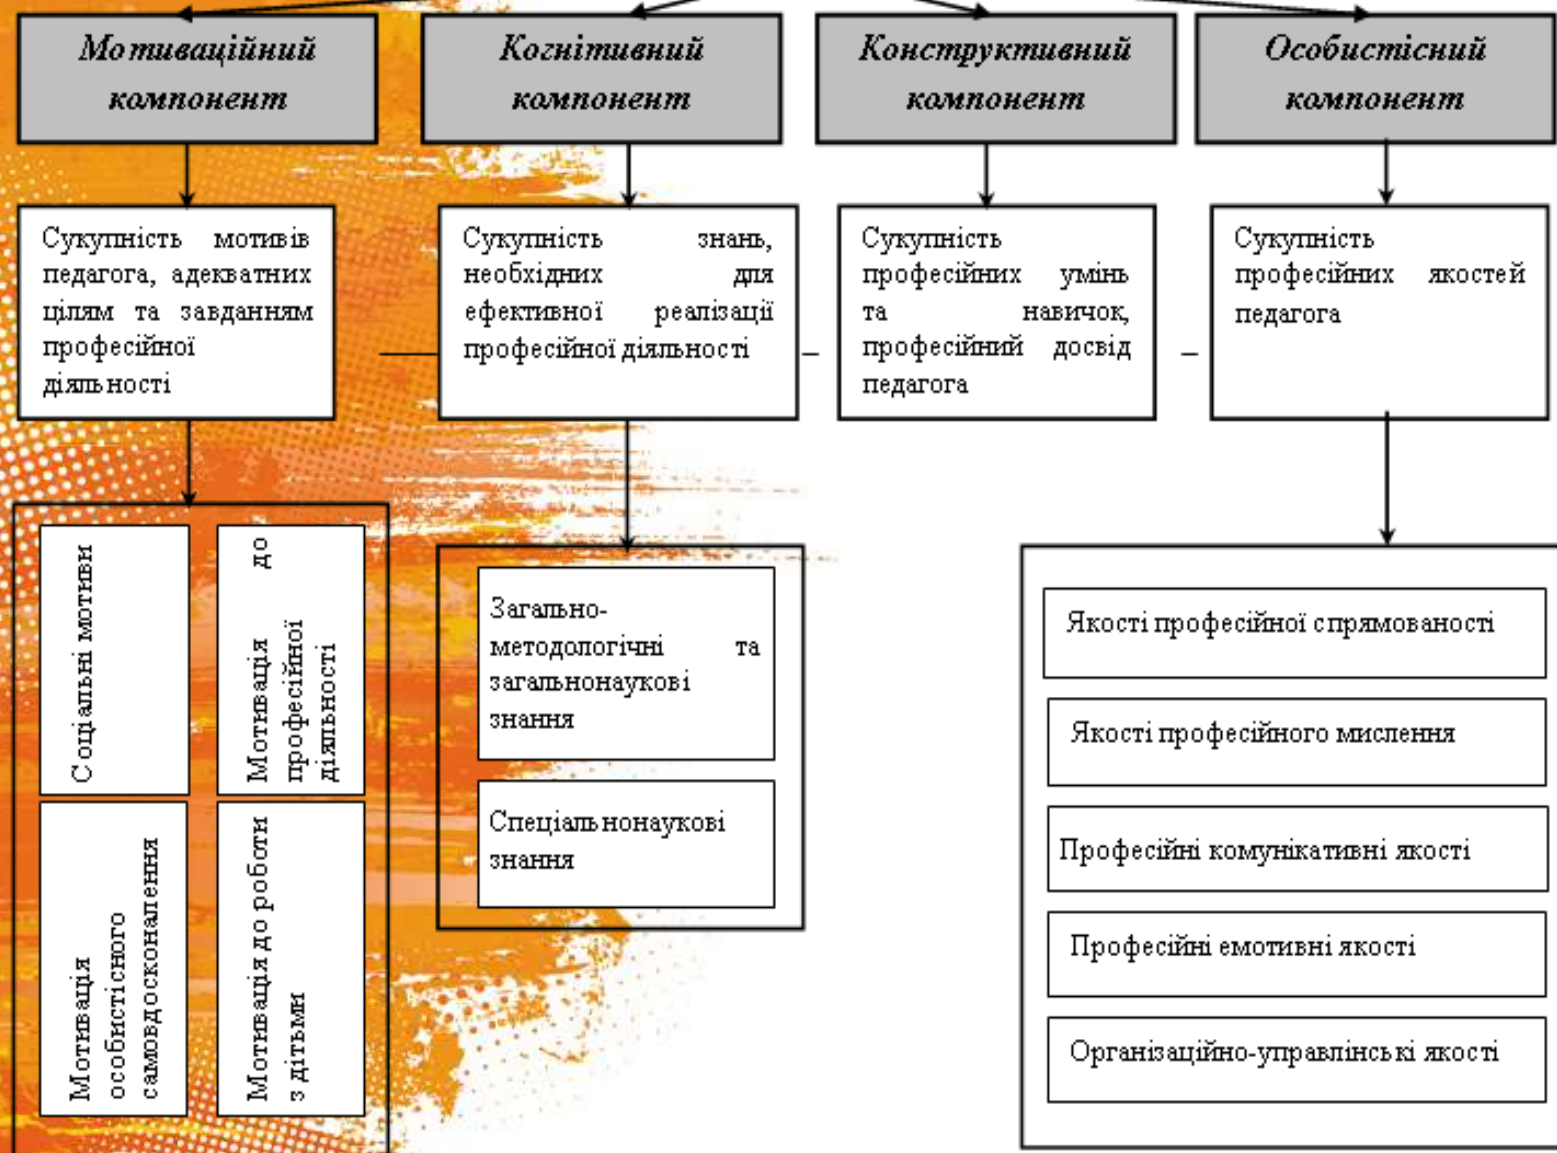 Мотиваційний
компонент
Когнітивний
компонент
Конструктивний
компонент
Особистісний
компонент
Сукупність мотивів
педагога, адекватних
цілям та завданням
професійної
діяльності
Сукупність знань,
необхідних для
ефективної реалізації
професійної діяльності
Сукупність
професійних умінь
та навичок,
професійний досвід
педагога
Сукупність
професійних якостей
педагога
Соціальні мотиви
Мотивація до
професійної
діяльності
Мотивація
особистісного
самовдосконалення
Мотивація до роботи
з дітьми
Загально-
методологічні та
загальнонаукові
знання
Спеціальнонаукові
знання
Якості професійної спрямованості
Якості професійного мислення
Професійні комунікативні якості
Професійні емотивні якості
Організаційно-управлінські якості